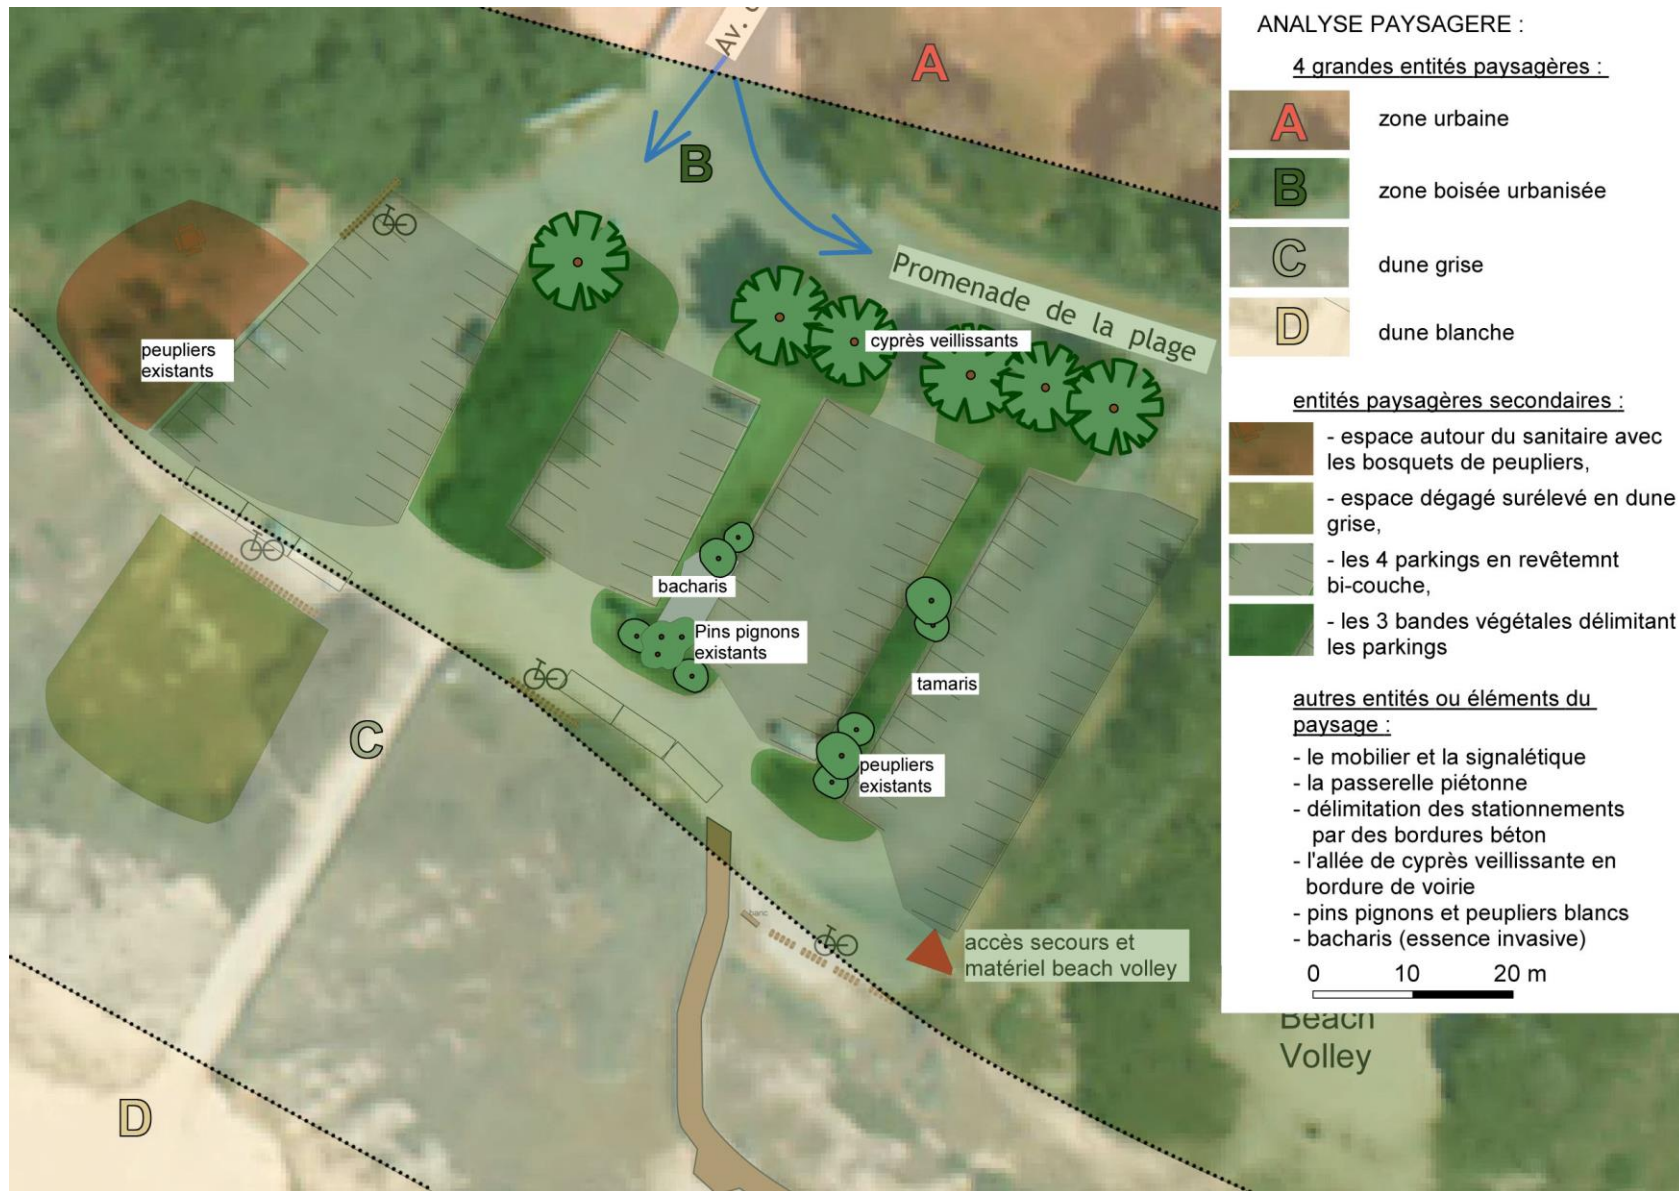 Av.
A
B
Promenade de la plage
cyprès veillissants
peupliers
existants
bacharis
Pins pignons
existants
tamaris
peupliers
existants
C
banc
accès secours et
matériel beach volley
D
Beach
Volley
ANALYSE PAYSAGERE :
4 grandes entités paysagères :
A zone urbaine
B zone boisée urbanisée
C dune grise
D dune blanche
entités paysagères secondaires :
- espace autour du sanitaire avec
les bosquets de peupliers,
- espace dégagé surélevé en dune
grise,
- les 4 parkings en revêtemnt
bi-couche,
- les 3 bandes végétales délimitant
les parkings
autres entités ou éléments du
paysage :
- le mobilier et la signalétique
- la passerelle piétonne
- délimitation des stationnements
par des bordures béton
- l'allée de cyprès veillissante en
bordure de voirie
- pins pignons et peupliers blancs
- bacharis (essence invasive)
0 10 20 m